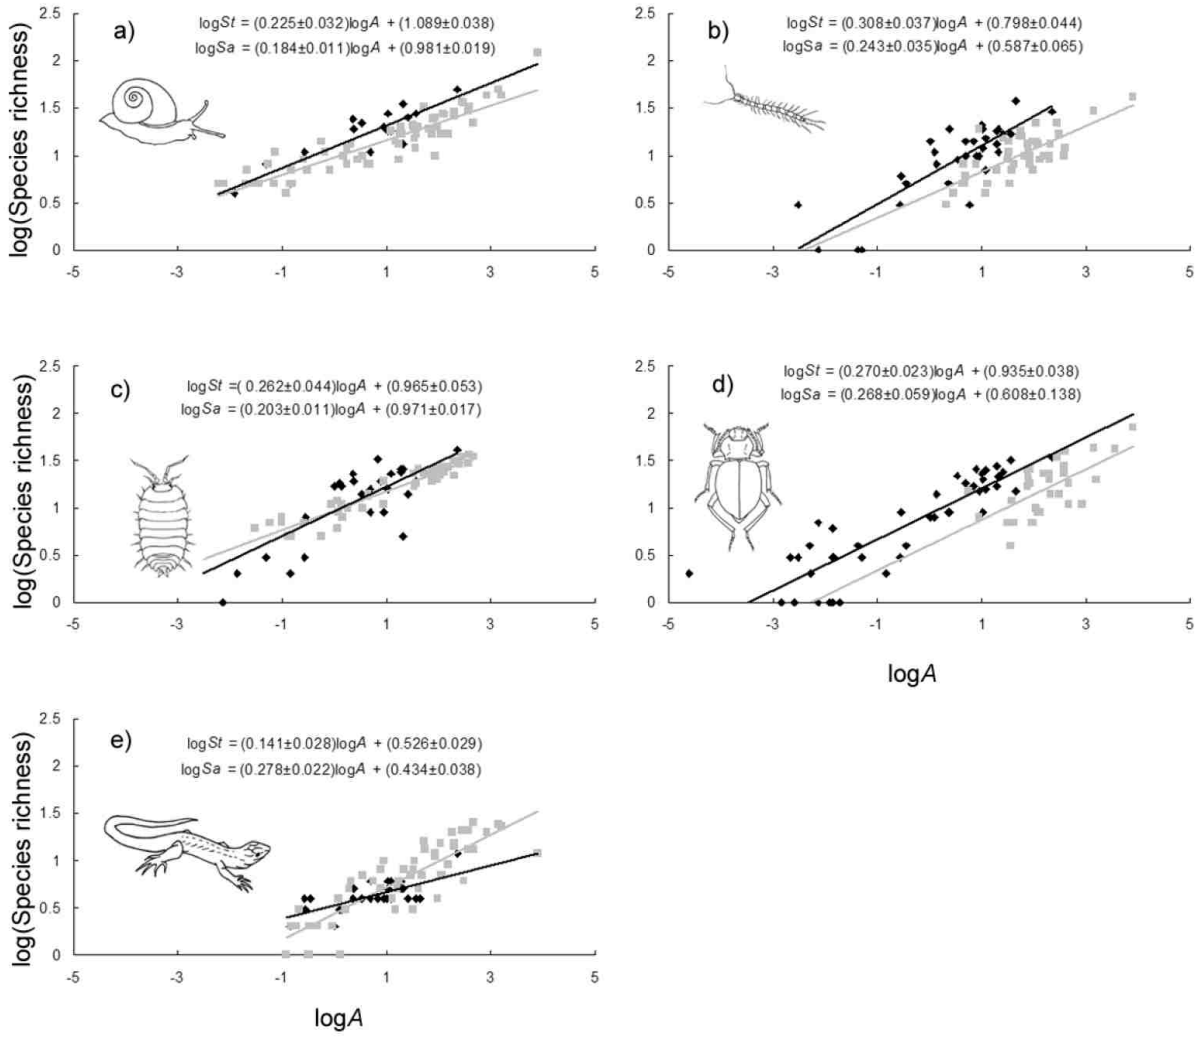 a)
logSt = (0.225±0.032)logA + (1.089±0.038)
logSa = (0.184±0.011)logA + (0.981±0.019)
log(Species richness)
2.5
2
1.5
1
0.5
0
-5 -3 -1 1 3 5
b)
logSt = (0.308±0.037)logA + (0.798±0.044)
logSa = (0.243±0.035)logA + (0.587±0.065)
2.5
2
1.5
1
0.5
0
-5 -3 -1 1 3 5
c)
logSt =( 0.262±0.044)logA + (0.965±0.053)
logSa = (0.203±0.011)logA + (0.971±0.017)
log(Species richness)
2.5
2
1.5
1
0.5
0
-5 -3 -1 1 3 5
d)
logSt = (0.270±0.023)logA + (0.935±0.038)
logSa = (0.268±0.059)logA + (0.608±0.138)
2.5
2
1.5
1
0.5
0
-5 -3 -1 1 3 5
logA
e)
logSt = (0.141±0.028)logA + (0.526±0.029)
logSa = (0.278±0.022)logA + (0.434±0.038)
log(Species richness)
2.5
2
1.5
1
0.5
0
-5 -3 -1 1 3 5
logA